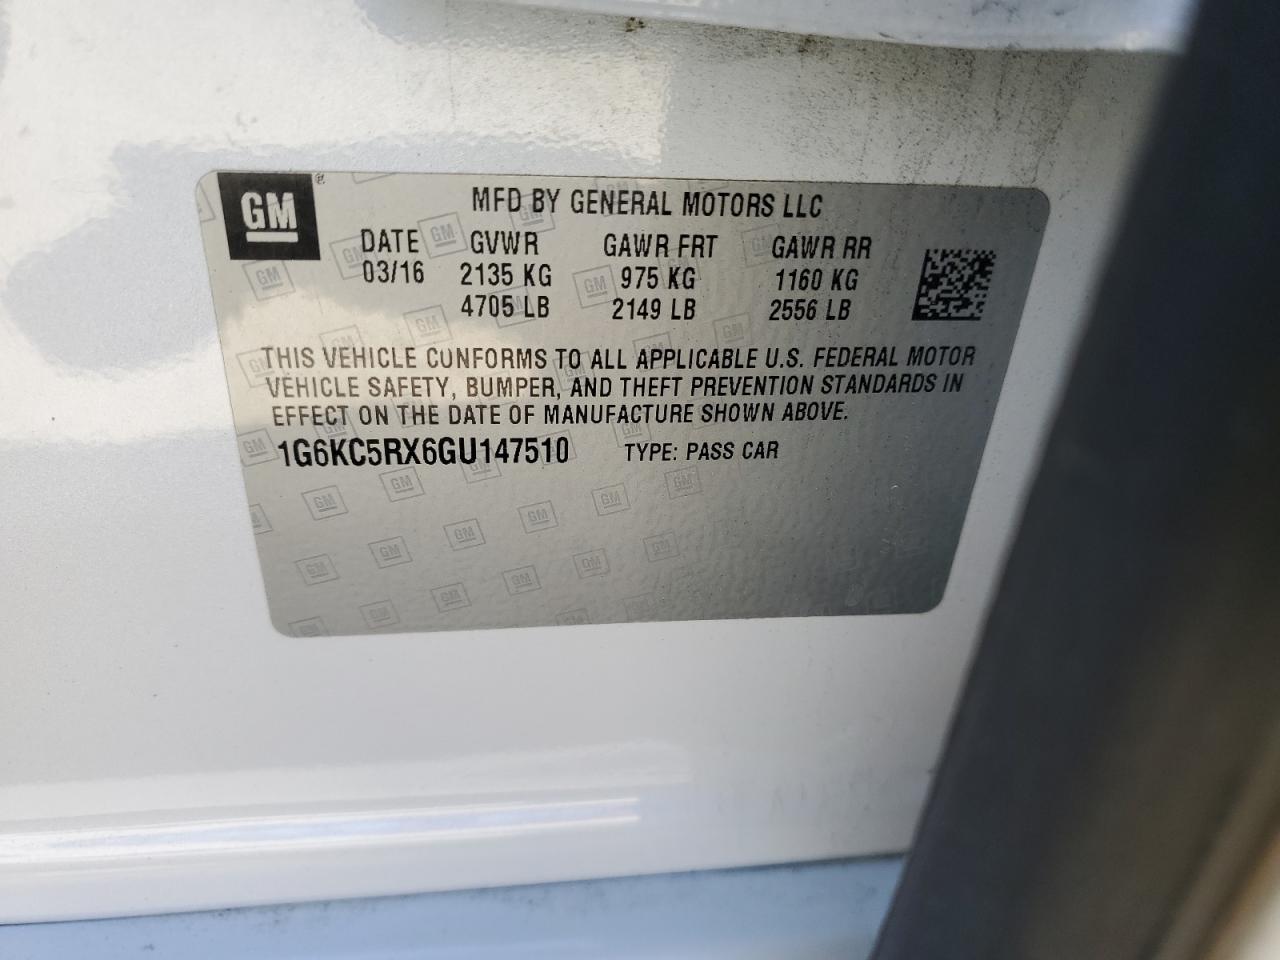 GM®
MFD BY GENERAL MOTORS LLC
DATE GVWR GAWR FRT GAWR RR
03/16 2135 KG 975 KG 1160 KG
4705 LB 2149 LB 2556 LB
THIS VEHICLE CONFORMS TO ALL APPLICABLE U.S. FEDERAL MOTOR
VEHICLE SAFETY, BUMPER, AND THEFT PREVENTION STANDARDS IN
EFFECT ON THE DATE OF MANUFACTURE SHOWN ABOVE.
1G6KC5RX6GU147510 TYPE: PASS CAR